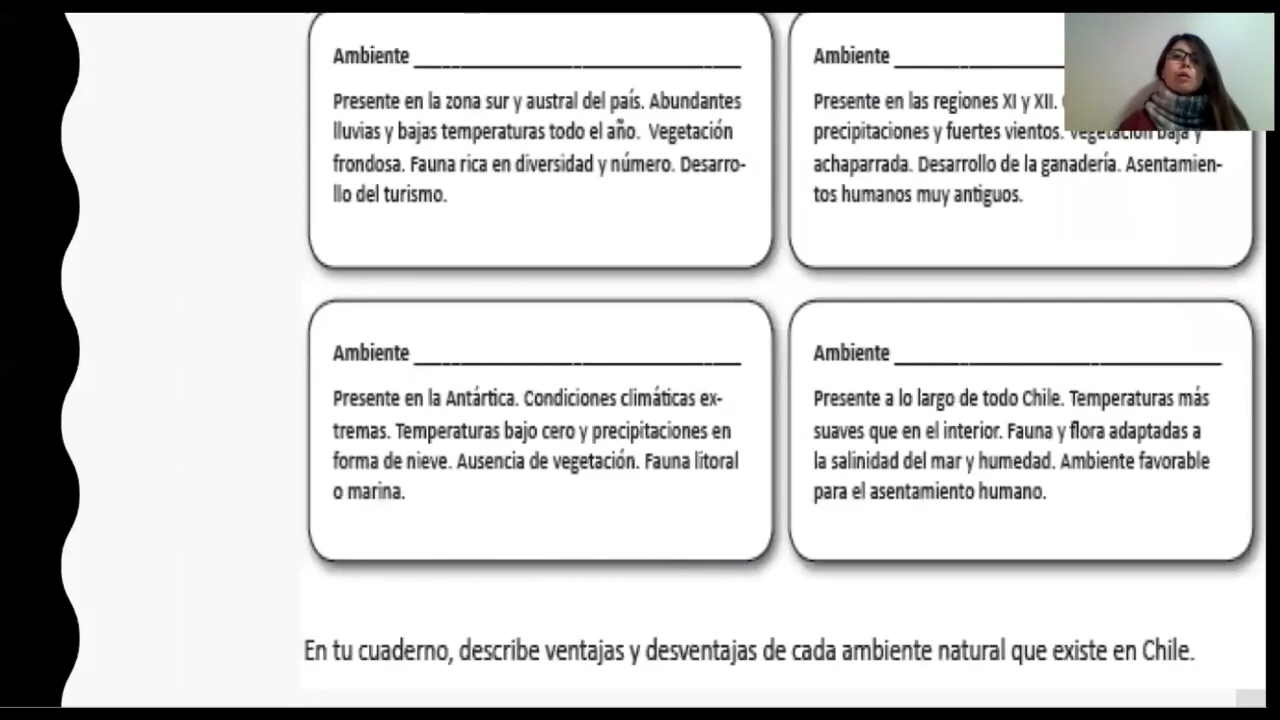 Ambiente
Presente en la zona sur y austral del país. Abundantes
lluvias y bajas temperaturas todo el año. Vegetación
frondosa. Fauna rica en diversidad y número. Desarro-
llo del turismo.
Ambiente
Presente en las regiones XI y XII.
precipitaciones y fuertes vientos. Vegetación baja y
achaparrada. Desarrollo de la ganadería. Asentamien-
tos humanos muy antiguos.
Ambiente
Presente en la Antártica. Condiciones climáticas ex-
tremas. Temperaturas bajo cero y precipitaciones en
forma de nieve. Ausencia de vegetación. Fauna litoral
o marina.
Ambiente
Presente a lo largo de todo Chile. Temperaturas más
suaves que en el interior. Fauna y flora adaptadas a
la salinidad del mar y humedad. Ambiente favorable
para el asentamiento humano.
En tu cuaderno, describe ventajas y desventajas de cada ambiente natural que existe en Chile.